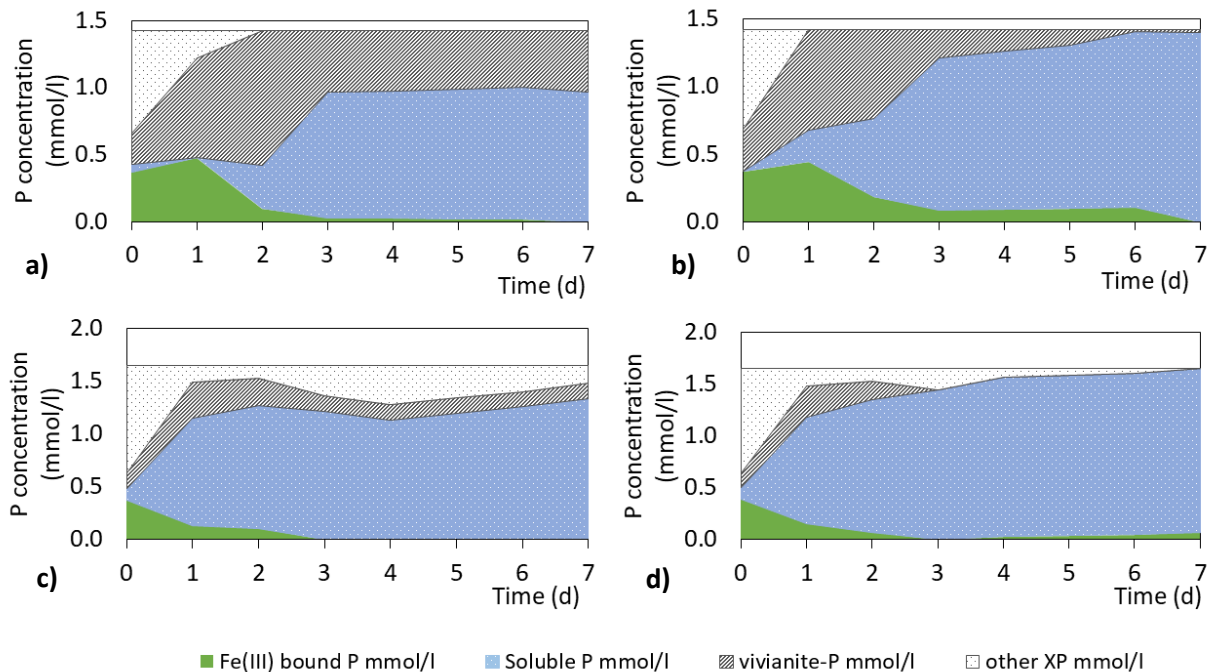 P concentration
(mmol/l)
1.5
1.0
0.5
0.0
0 1 2 3 4 5 6 7
a)
Time (d)
P concentration
(mmol/l)
1.5
1.0
0.5
0.0
0 1 2 3 4 5 6 7
b)
Time (d)
P concentration
(mmol/l)
2.0
1.5
1.0
0.5
0.0
0 1 2 3 4 5 6 7
c)
Time (d)
P concentration
(mmol/l)
2.0
1.5
1.0
0.5
0.0
0 1 2 3 4 5 6 7
d)
Time (d)
Fe(III) bound P mmol/l Soluble P mmol/l vivianite-P mmol/l other XP mmol/l